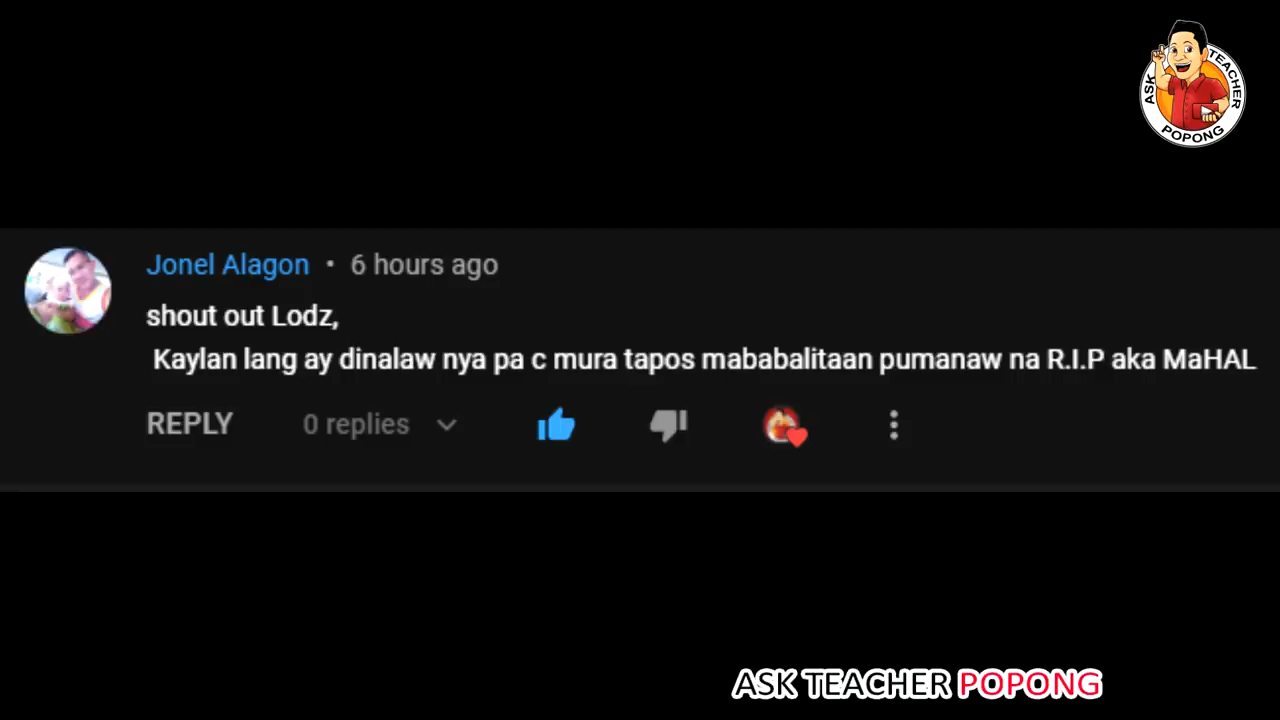 ASK TEACHER
POPONG
Jonel Alagon • 6 hours ago
shout out Lodz,
Kaylan lang ay dinalaw nya pa c mura tapos mababalitaan pumanaw na R.I.P aka MaHAL
REPLY 0 replies
ASK TEACHER POPONG